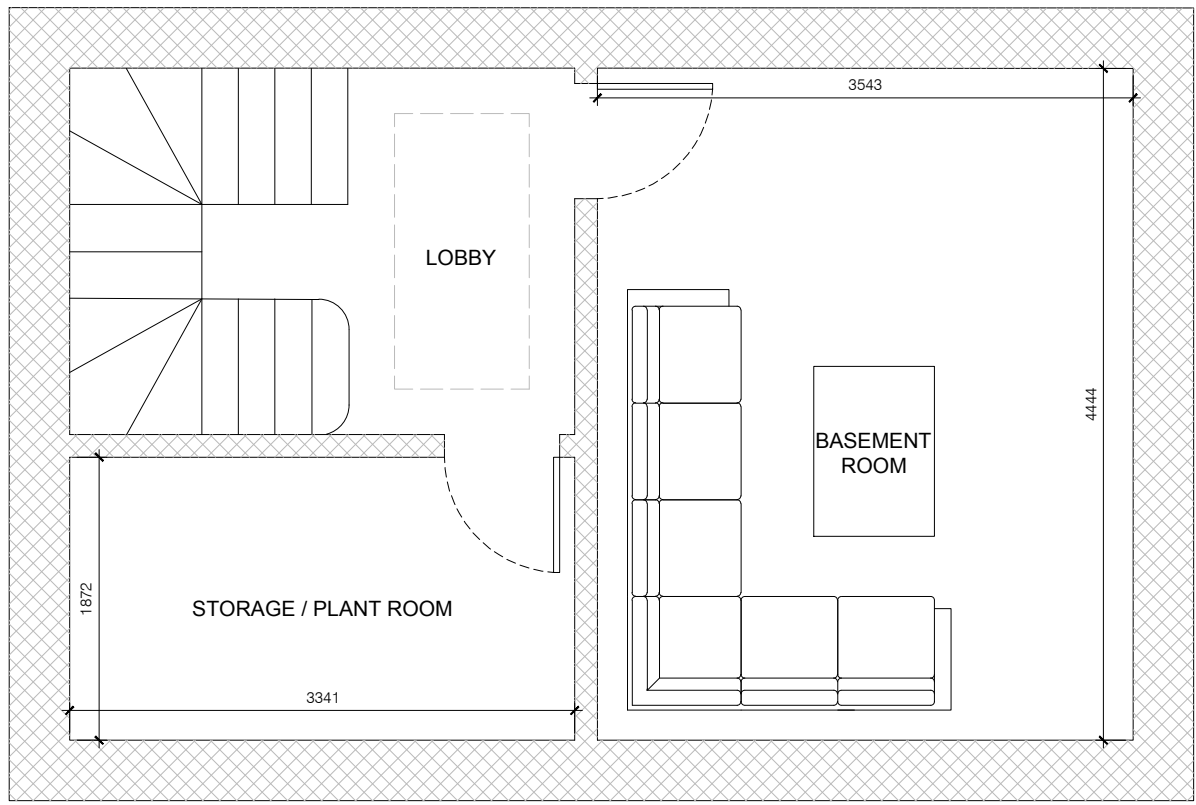 3543
LOBBY
4444
BASEMENT
ROOM
1872
STORAGE / PLANT ROOM
3341